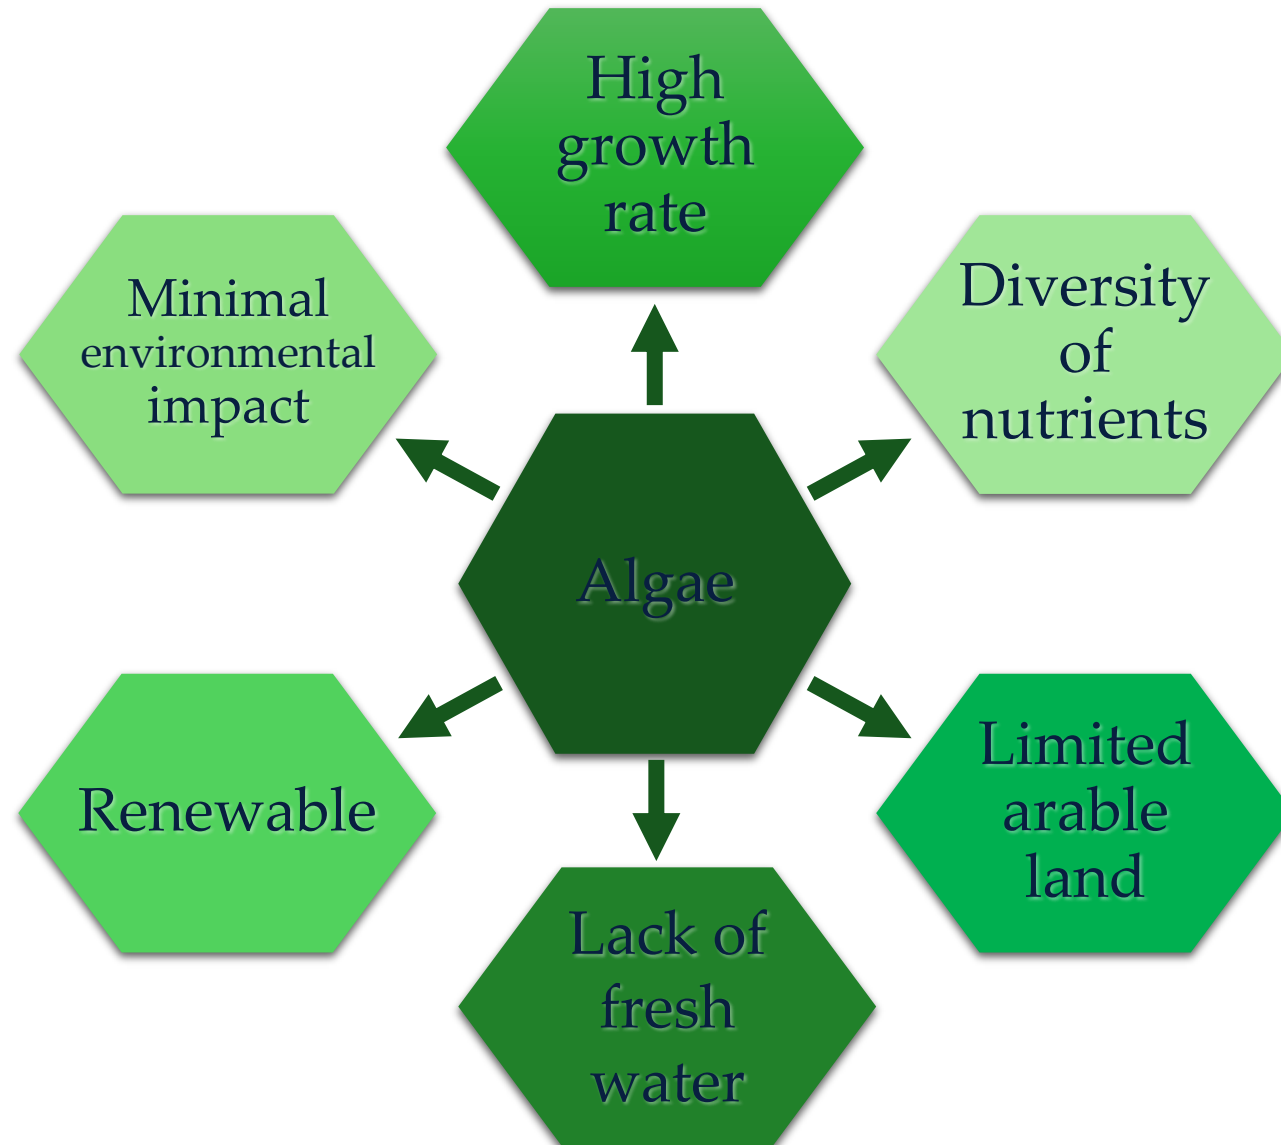 High
growth
rate
Minimal
environmental
impact
Diversity
of
nutrients
Algae
Renewable
Limited
arable
land
Lack of
fresh
water